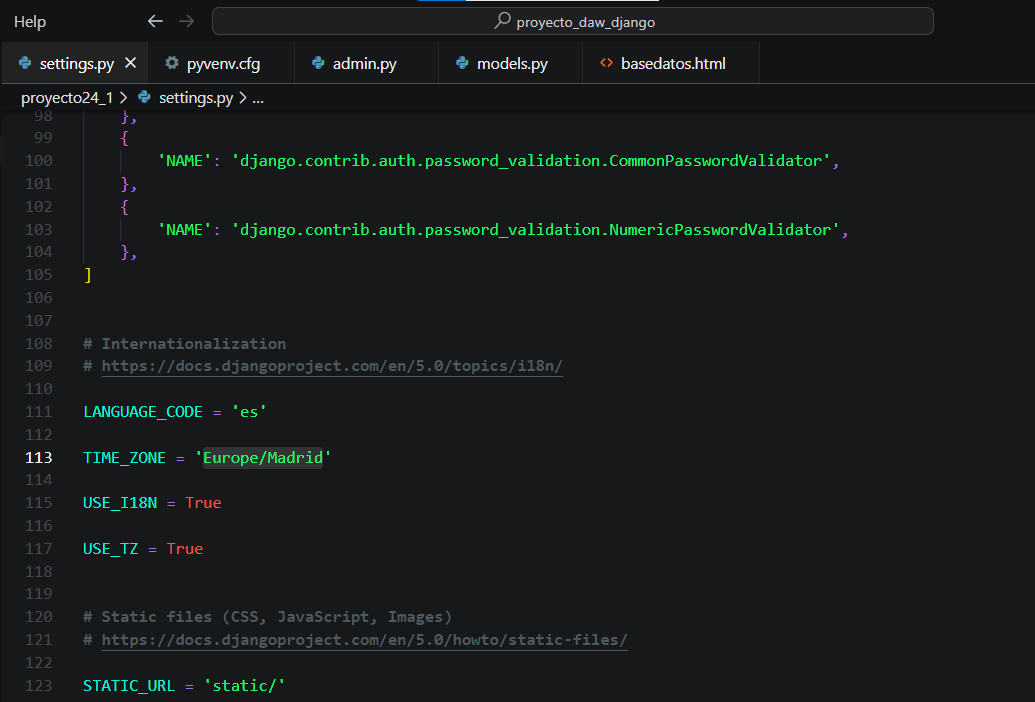 Help
proyecto_daw_django
settings.py
pyvenv.cfg
admin.py
models.py
basedatos.html
proyecto24_1 > settings.py > ...
98 },
99 {
100 'NAME': 'django.contrib.auth.password_validation.CommonPasswordValidator',
101 },
102 {
103 'NAME': 'django.contrib.auth.password_validation.NumericPasswordValidator',
104 },
105 ]
106
107
108 # Internationalization
109 # https://docs.djangoproject.com/en/5.0/topics/i18n/
110
111 LANGUAGE_CODE = 'es'
112
113 TIME_ZONE = 'Europe/Madrid'
114
115 USE_I18N = True
116
117 USE_TZ = True
118
119
120 # Static files (CSS, JavaScript, Images)
121 # https://docs.djangoproject.com/en/5.0/howto/static-files/
122
123 STATIC_URL = 'static/'